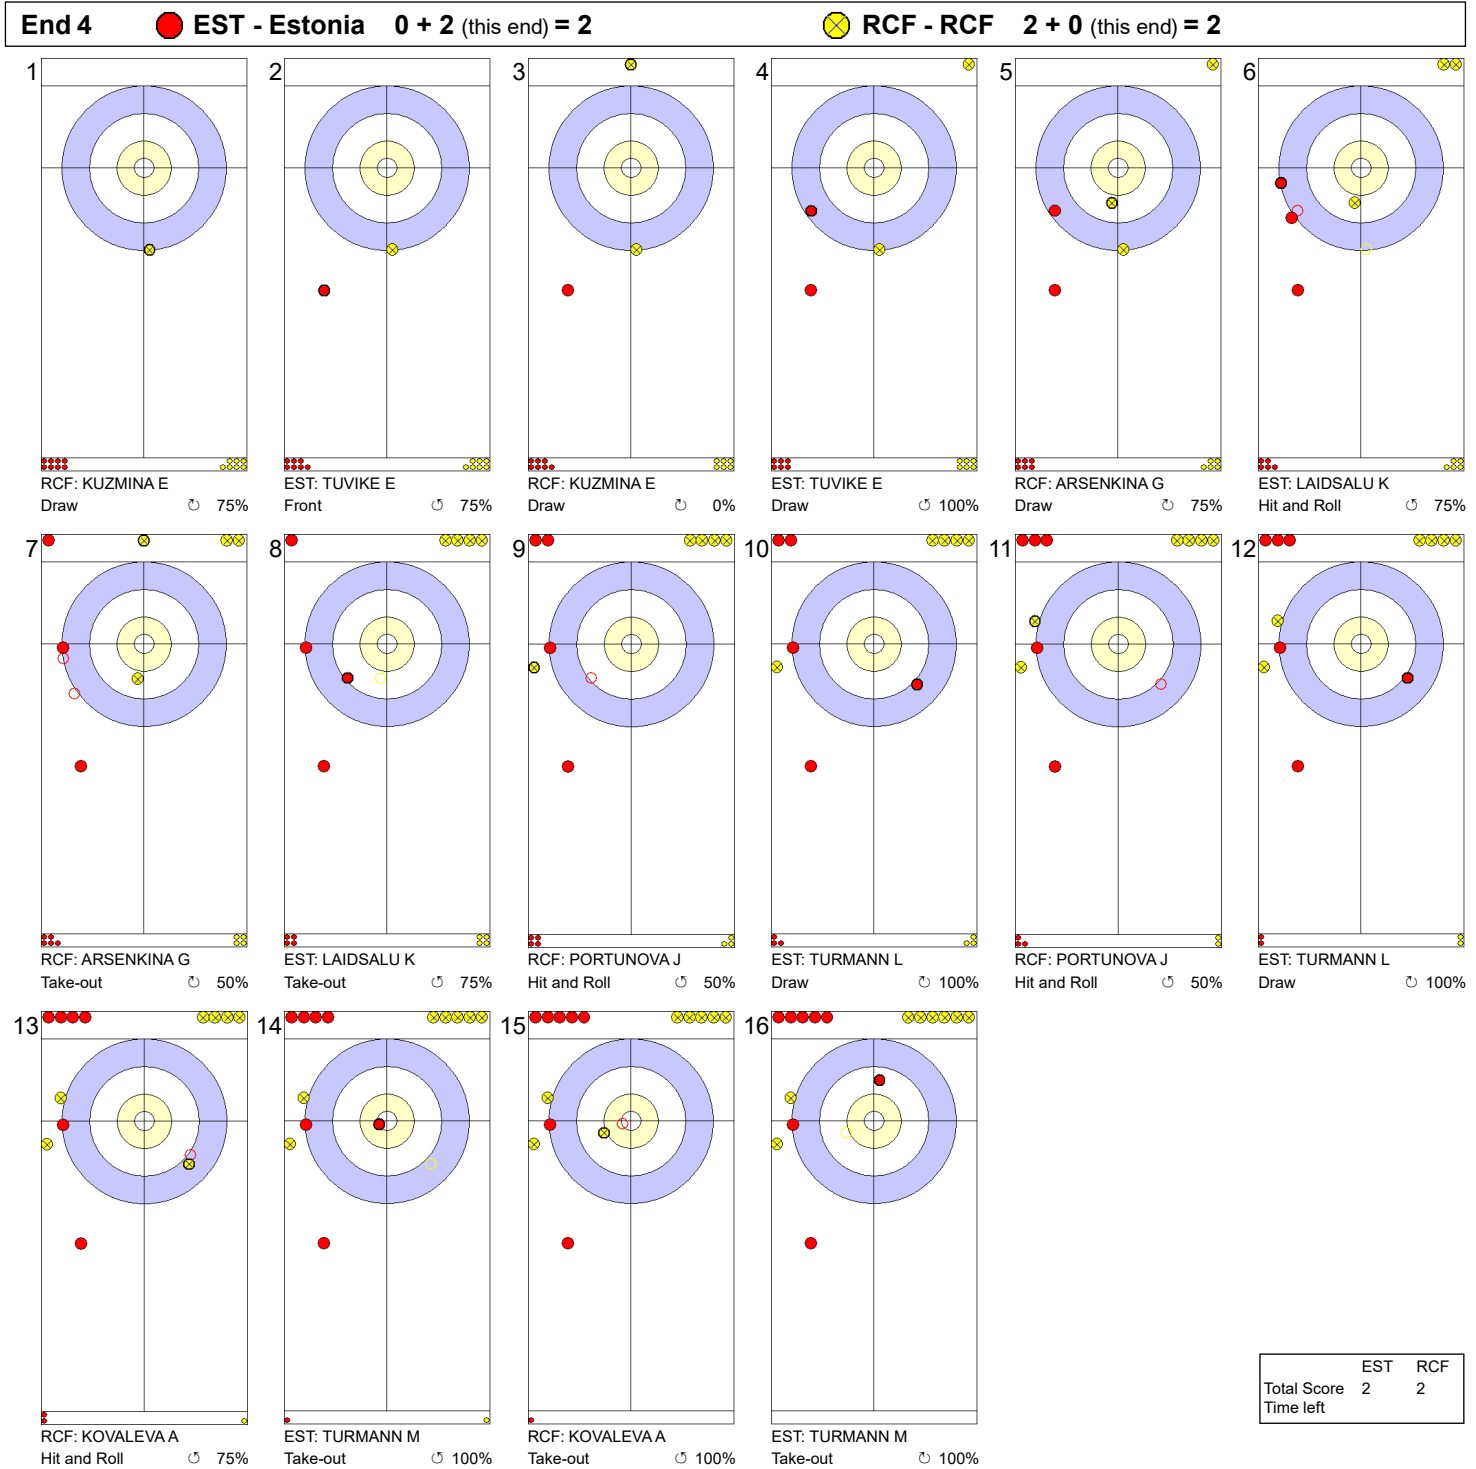 End 4 EST - Estonia 0 + 2 (this end) = 2 RCF - RCF 2 + 0 (this end) = 2
1 2 3 4 5 6
RCF: KUZMINA E EST: TUVIKE E RCF: KUZMINA E EST: TUVIKE E RCF: ARSENKINA G EST: LAIDSALU K
Draw ↻ 75% Front ↺ 75% Draw ↻ 0% Draw ↺ 100% Draw ↺ 75% Hit and Roll ↺ 75%
7 8 9 10 11 12
RCF: ARSENKINA G EST: LAIDSALU K RCF: PORTUNOVA J EST: TURMANN L RCF: PORTUNOVA J EST: TURMANN L
Take-out ↻ 50% Take-out ↺ 75% Hit and Roll ↺ 50% Draw ↻ 100% Hit and Roll ↺ 50% Draw ↻ 100%
13 14 15 16
RCF: KOVALEVA A EST: TURMANN M RCF: KOVALEVA A EST: TURMANN M
Hit and Roll ↺ 75% Take-out ↺ 100% Take-out ↺ 100% Take-out ↺ 100%
EST RCF
Total Score 2 2
Time left